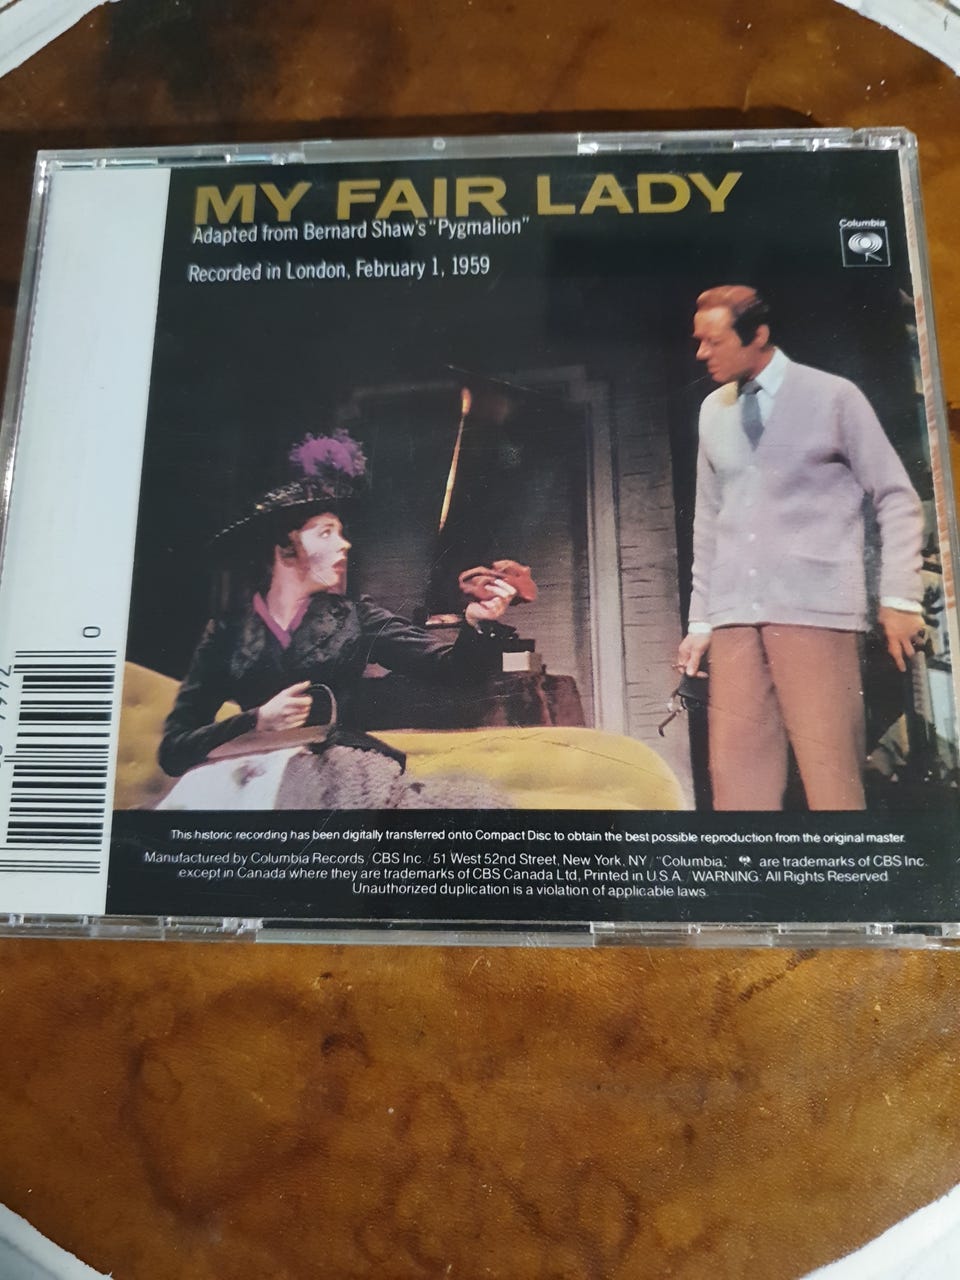 MY FAIR LADY
Adapted from Bernard Shaw's "Pygmalion"
Columbia
Recorded in London, February 1, 1959
0
This historic recording has been digitally transferred onto Compact Disc to obtain the best possible reproduction from the original master.
Manufactured by Columbia Records/CBS Inc./51 West 52nd Street, New York, NY/"Columbia," are trademarks of CBS Inc.
except in Canada where they are trademarks of CBS Canada Ltd, Printed in U.S.A./WARNING: All Rights Reserved.
Unauthorized duplication is a violation of applicable laws.